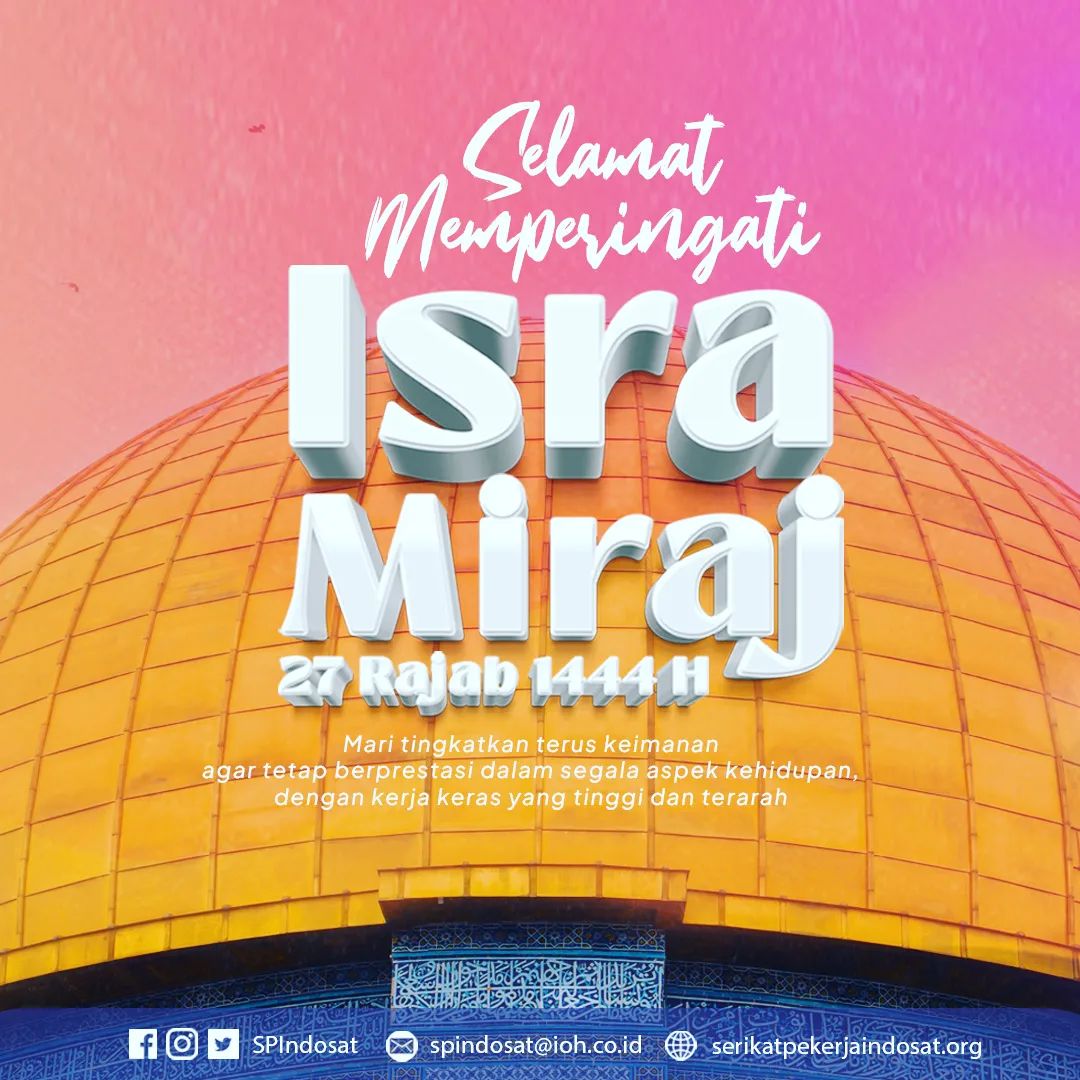 Selamat
Memperingati
Isra
Miraj
27 Rajab 1444 H
Mari tingkatkan terus keimanan
agar tetap berprestasi dalam segala aspek kehidupan,
dengan kerja keras yang tinggi dan terarah
SPIndosat spindosat@ioh.co.id serikatpekerjaindosat.org